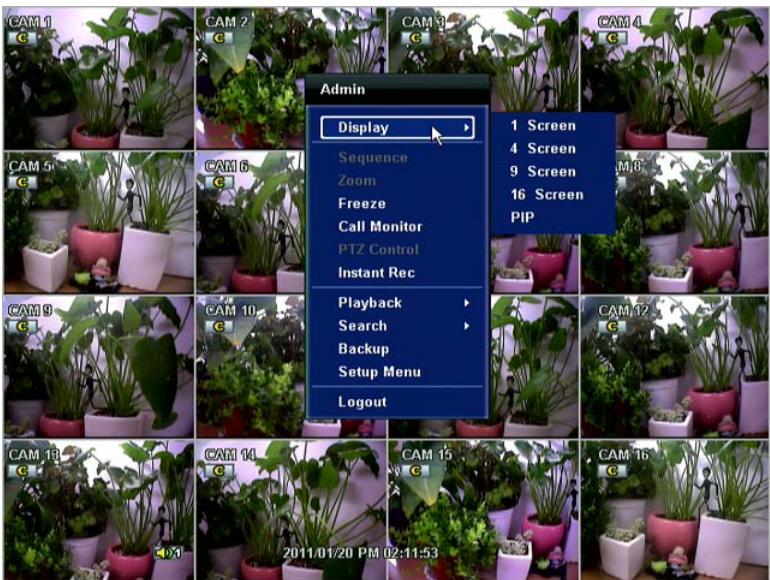 CAM 1
C
CAM 2
C
CAM 3
C
CAM 4
C
Admin
Display
1 Screen
4 Screen
9 Screen
16 Screen
PIP
Sequence
Zoom
Freeze
Call Monitor
PTZ Control
Instant Rec
Playback
Search
Backup
Setup Menu
Logout
CAM 5
C
CAM 6
C
M 8
CAM 9
C
CAM 10
C
CAM 12
C
CAM 13
C
CAM 14
C
CAM 15
C
CAM 16
C
1
2011/01/20 PM 02:11:53